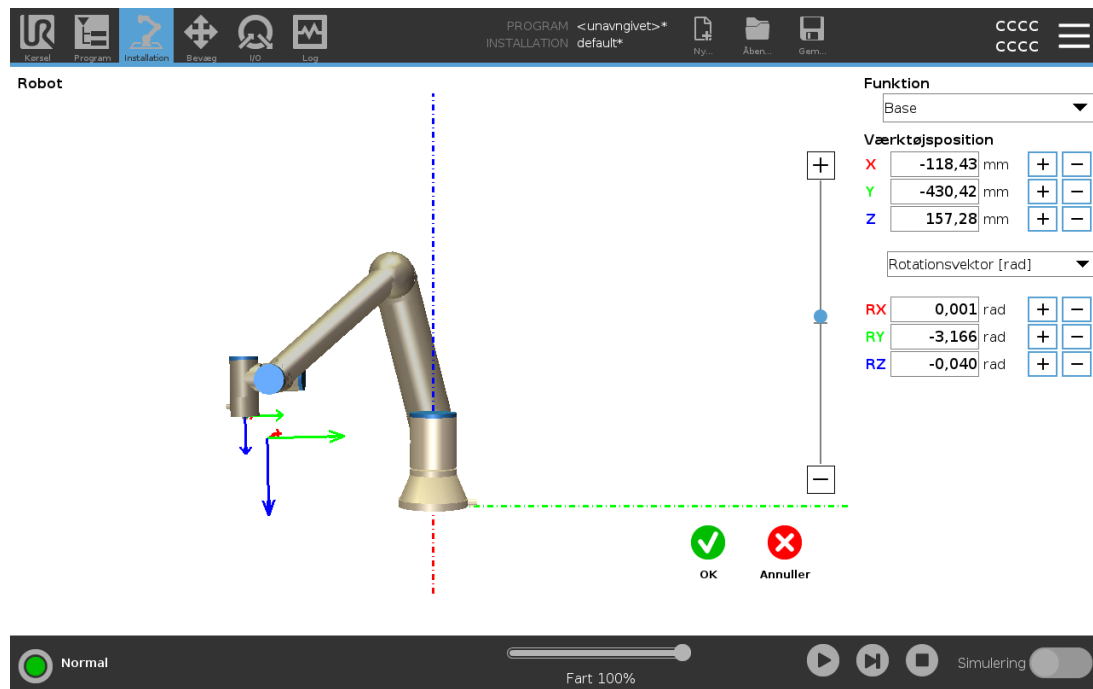 UR
Kørsel
Program
Installation
Bevæg
I/O
Log
PROGRAM <unavngivet>*
INSTALLATION default*
Ny...
Åben...
Gem...
CCCC
CCCC
Robot
Funktion
Base
Værktøjsposition
X -118,43 mm + −
Y -430,42 mm + −
Z 157,28 mm + −
Rotationsvektor [rad]
RX 0,001 rad + −
RY -3,166 rad + −
RZ -0,040 rad + −
+
−
OK
Annuller
Normal
Fart 100%
Simulering